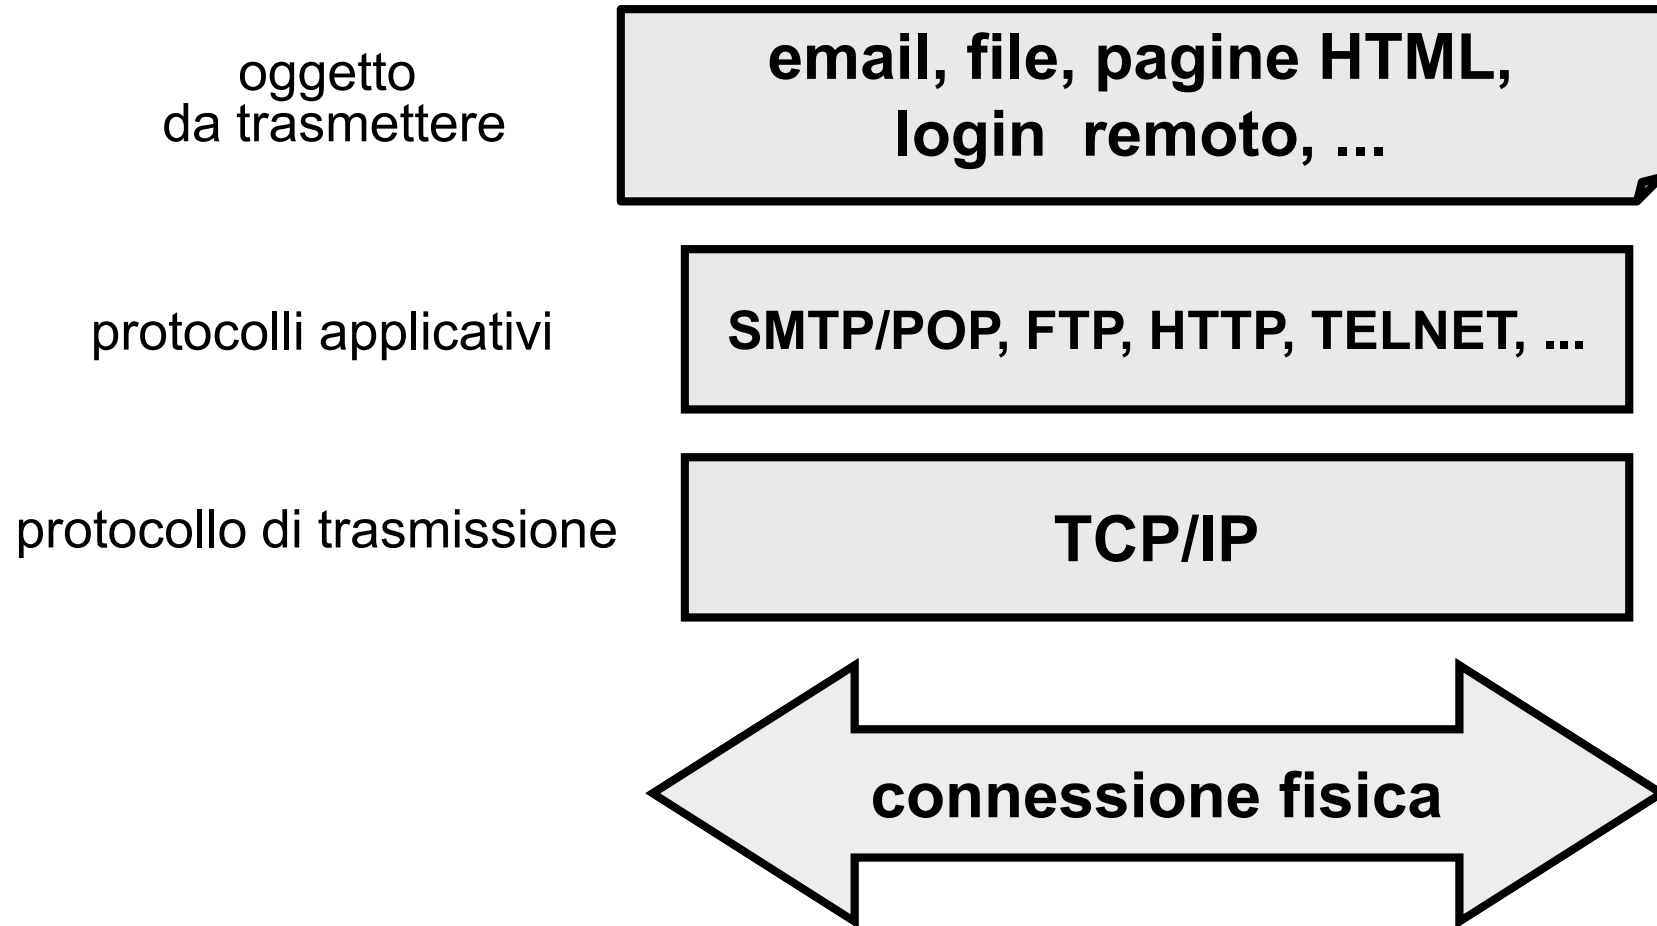 oggetto
da trasmettere
email, file, pagine HTML,
login remoto, ...
protocolli applicativi
SMTP/POP, FTP, HTTP, TELNET, ...
protocollo di trasmissione
TCP/IP
connessione fisica